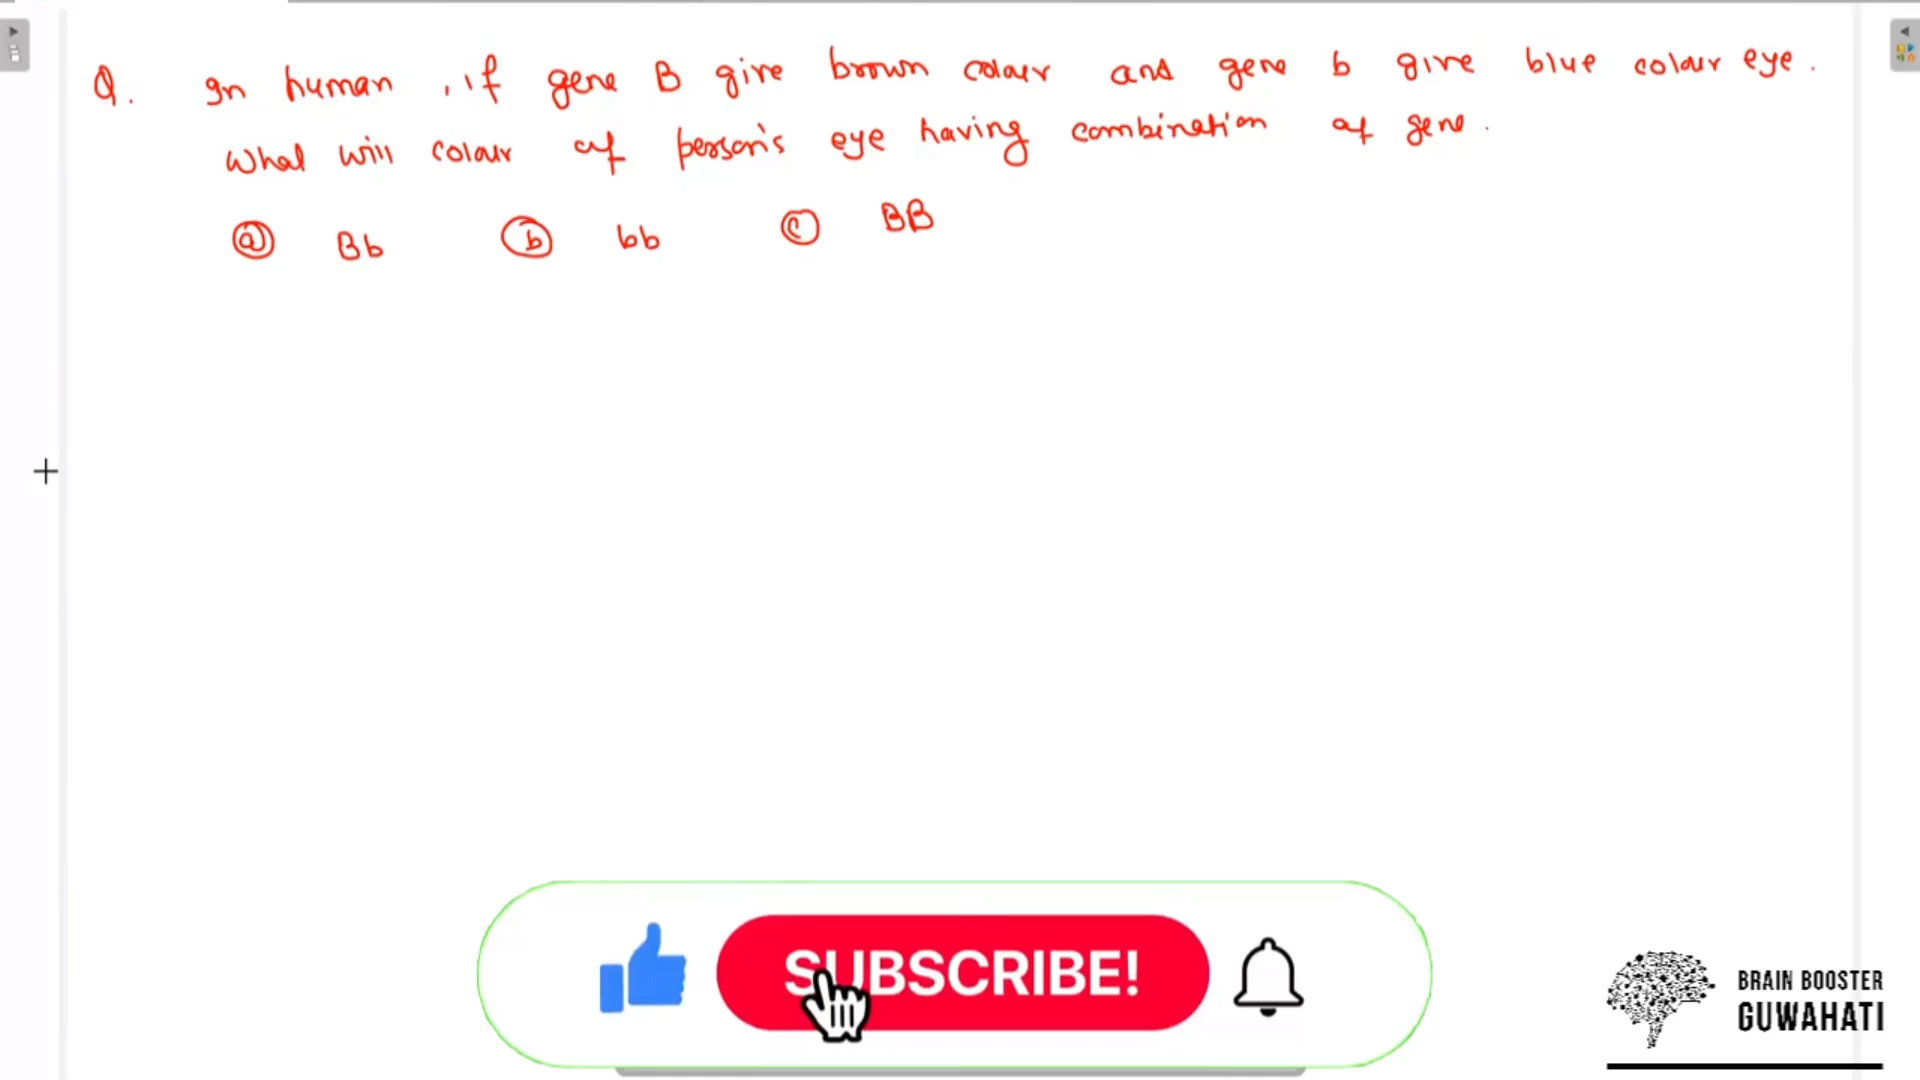 Q. In human, if gene B give brown colour and gene b give blue colour eye.
What will colour of person's eye having combination of gene.
(a) Bb (b) bb (c) BB
SUBSCRIBE!
BRAIN BOOSTER
GUWAHATI